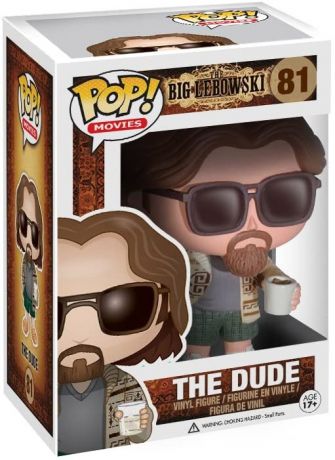 POP!
MOVIES
THE
BIG LEBOWSKI
81
POP!
MOVIES
THE DUDE
VINYL FIGURE / FIGURINE EN VINYLE /
FIGURA DE VINIL
AGE
17+
WARNING:
CHOKING HAZARD - Small Parts.
THE DUDE
81